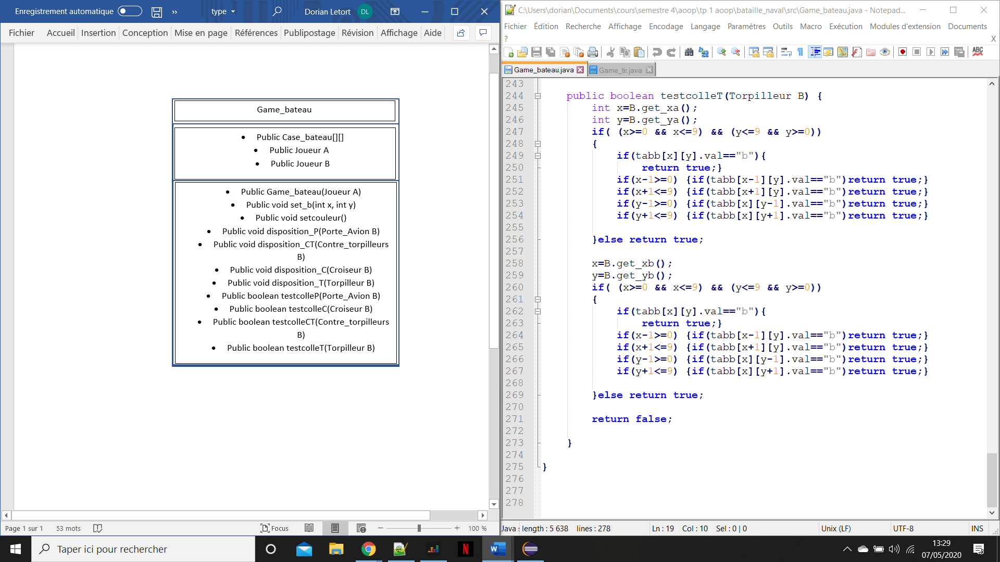 Enregistrement automatique
»
type
Dorian Letort
DL
Fichier Accueil Insertion Conception Mise en page Références Publipostage Révision Affichage Aide
Game_bateau
• Public Case_bateau[][]
• Public Joueur A
• Public Joueur B
• Public Game_bateau(Joueur A)
• Public void set_b(int x, int y)
• Public void setcouleur()
• Public void disposition_P(Porte_Avion B)
• Public void disposition_CT(Contre_torpilleurs
B)
• Public void disposition_C(Croiseur B)
• Public void disposition_T(Torpilleur B)
• Public boolean testcolleP(Porte_Avion B)
• Public boolean testcolleC(Croiseur B)
• Public boolean testcolleCT(Contre_torpilleurs
B)
• Public boolean testcolleT(Torpilleur B)
Page 1 sur 1 53 mots Focus 100 %
C:\Users\dorian\Documents\cours\semestre 4\aoop\tp 1 aoop\bataille_naval\src\Game_bateau.java - Notepad...
Fichier Édition Recherche Affichage Encodage Langage Paramètres Outils Macro Exécution Modules d'extension Documents
? X
ABC
Game_bateau.java Game_tir.java
243
244 public boolean testcolleT(Torpilleur B) {
245 int x=B.get_xa();
246 int y=B.get_ya();
247 if( (x>=0 && x<=9) && (y<=9 && y>=0))
248 {
249 if(tabb[x][y].val=="b"){
250 return true;}
251 if(x-1>=0) {if(tabb[x-1][y].val=="b")return true;}
252 if(x+1<=9) {if(tabb[x+1][y].val=="b")return true;}
253 if(y-1>=0) {if(tabb[x][y-1].val=="b")return true;}
254 if(y+1<=9) {if(tabb[x][y+1].val=="b")return true;}
255
256 }else return true;
257
258 x=B.get_xb();
259 y=B.get_yb();
260 if( (x>=0 && x<=9) && (y<=9 && y>=0))
261 {
262 if(tabb[x][y].val=="b"){
263 return true;}
264 if(x-1>=0) {if(tabb[x-1][y].val=="b")return true;}
265 if(x+1<=9) {if(tabb[x+1][y].val=="b")return true;}
266 if(y-1>=0) {if(tabb[x][y-1].val=="b")return true;}
267 if(y+1<=9) {if(tabb[x][y+1].val=="b")return true;}
268
269 }else return true;
270
271 return false;
272
273 }
274
275 }
276
277
278
Java s length : 5 638 lines : 278 Ln : 19 Col : 10 Sel : 0 | 0 Unix (LF) UTF-8 INS
Taper ici pour rechercher
N
W
13:29
07/05/2020